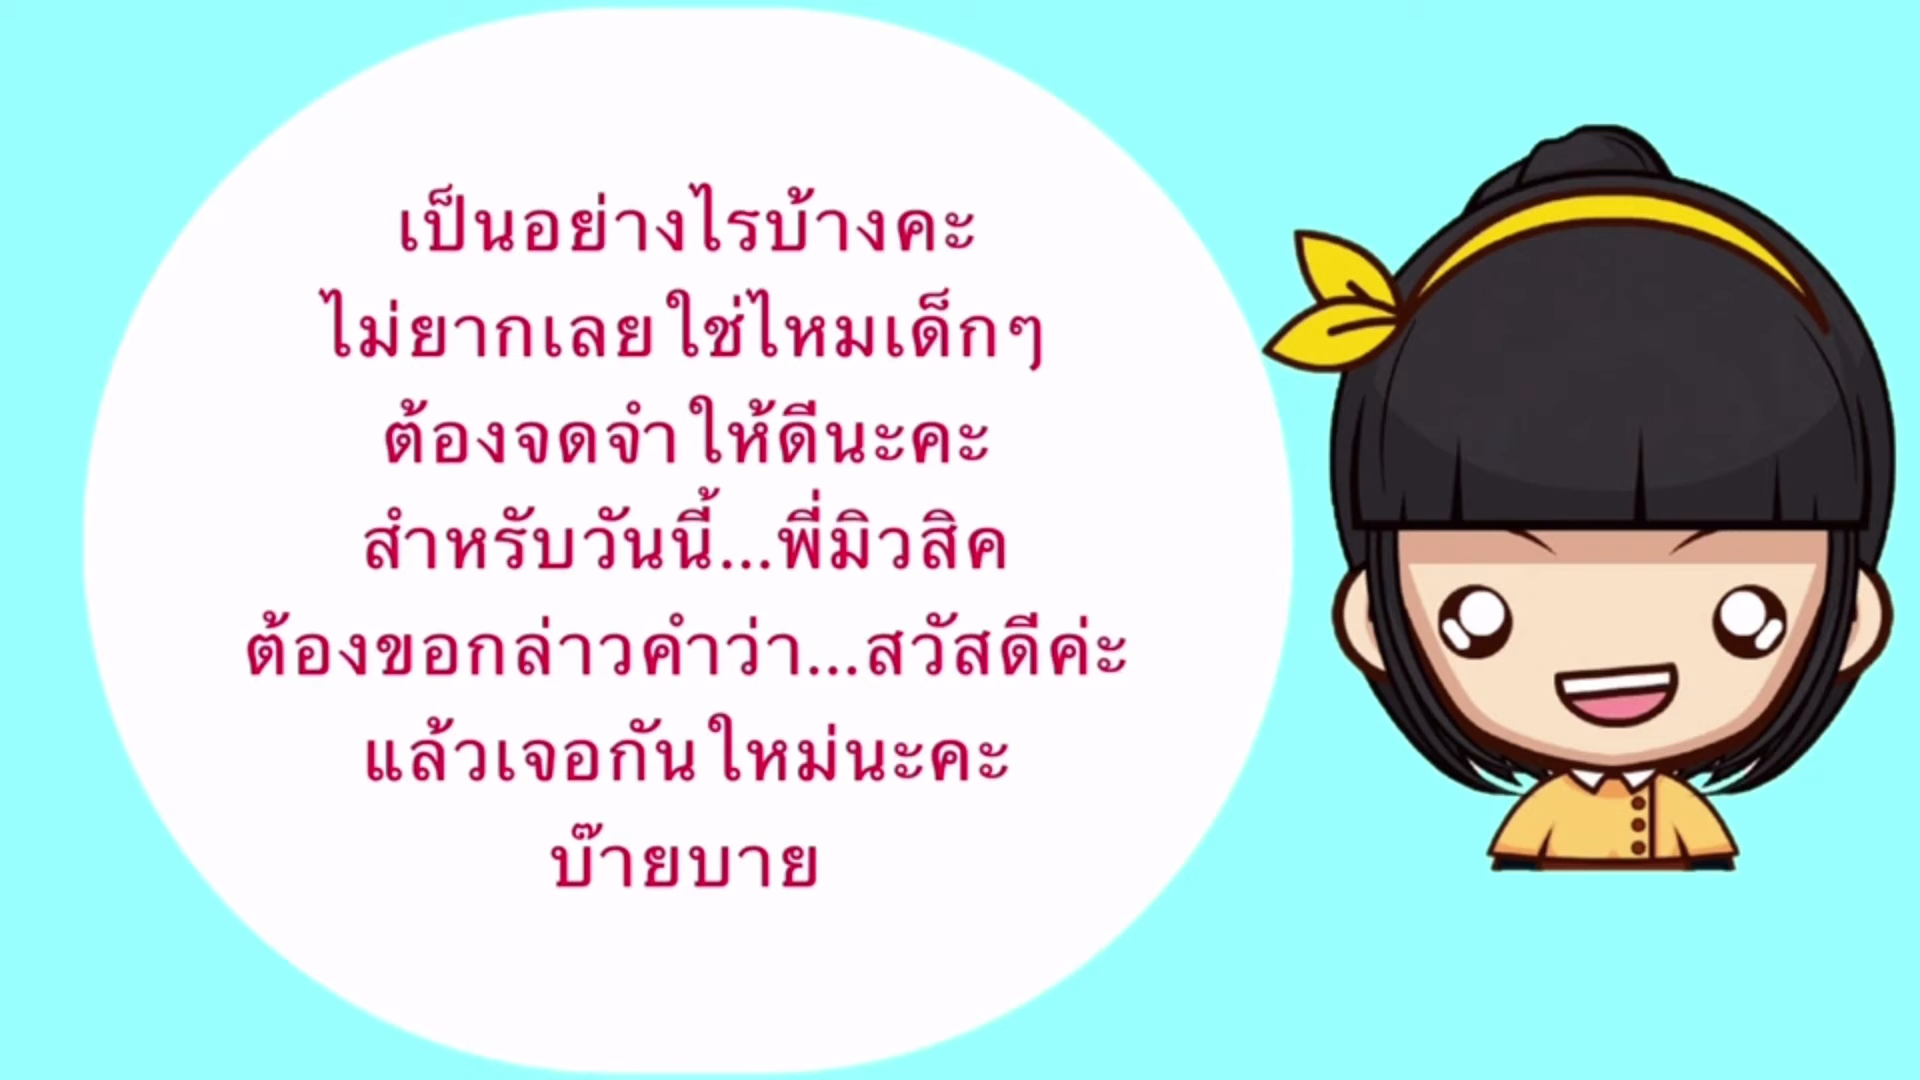 เป็นอย่างไรบ้างคะ
ไม่ยากเลยใช่ไหมเด็กๆ
ต้องจดจำให้ดีนะคะ
สำหรับวันนี้...พี่มิวสิค
ต้องขอกล่าวคำว่า...สวัสดีค่ะ
แล้วเจอกันใหม่นะคะ
บ๊ายบาย